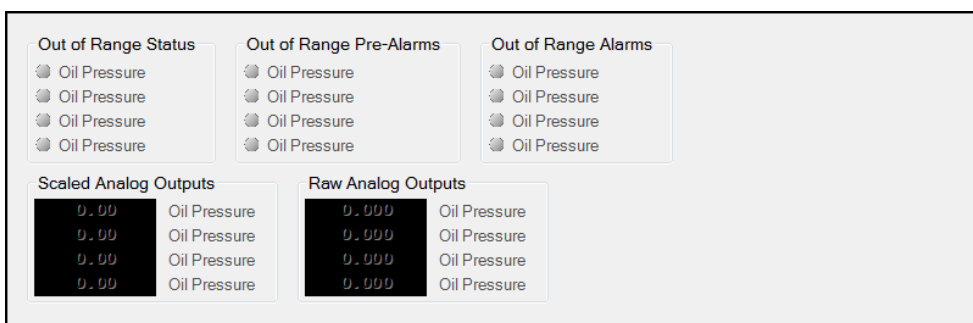 Out of Range Status
Oil Pressure
Oil Pressure
Oil Pressure
Oil Pressure
Out of Range Pre-Alarms
Oil Pressure
Oil Pressure
Oil Pressure
Oil Pressure
Out of Range Alarms
Oil Pressure
Oil Pressure
Oil Pressure
Oil Pressure
Scaled Analog Outputs
0.00 Oil Pressure
0.00 Oil Pressure
0.00 Oil Pressure
0.00 Oil Pressure
Raw Analog Outputs
0.000 Oil Pressure
0.000 Oil Pressure
0.000 Oil Pressure
0.000 Oil Pressure